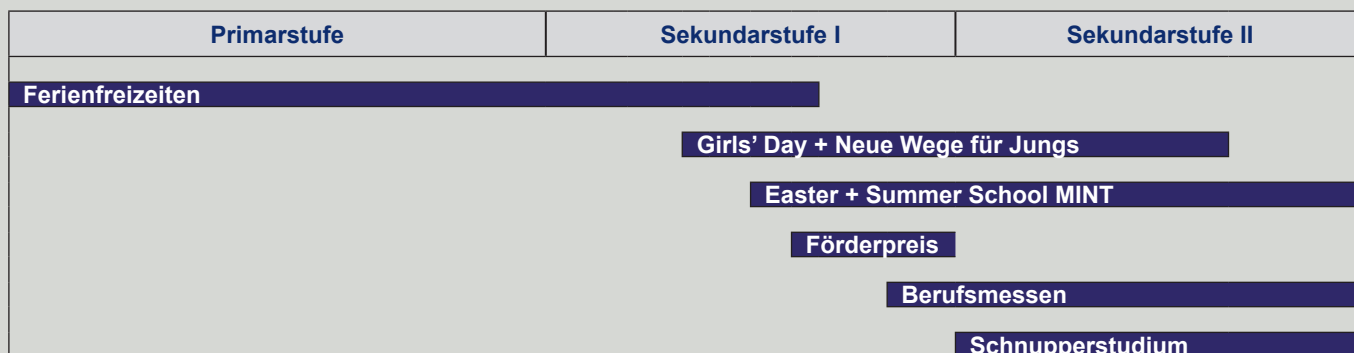 Primarstufe
Sekundarstufe I
Sekundarstufe II
Ferienfreizeiten
Girls’ Day + Neue Wege für Jungs
Easter + Summer School MINT
Förderpreis
Berufsmessen
Schnupperstudium